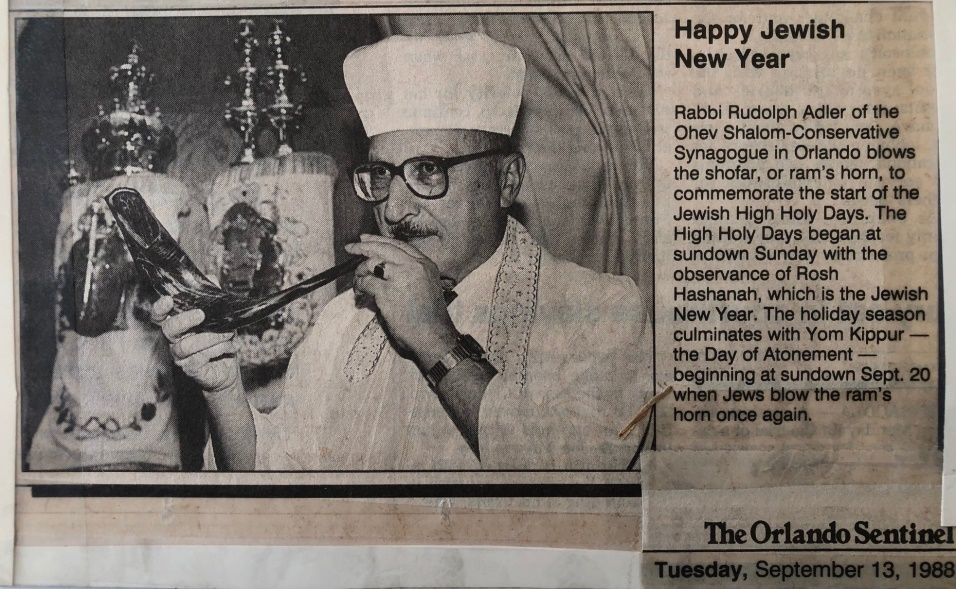 Happy Jewish
New Year
Rabbi Rudolph Adler of the
Ohev Shalom-Conservative
Synagogue in Orlando blows
the shofar, or ram's horn, to
commemorate the start of the
Jewish High Holy Days. The
High Holy Days began at
sundown Sunday with the
observance of Rosh
Hashanah, which is the Jewish
New Year. The holiday season
culminates with Yom Kippur —
the Day of Atonement —
beginning at sundown Sept. 20
when Jews blow the ram's
horn once again.
The Orlando Sentinel
Tuesday, September 13, 1988